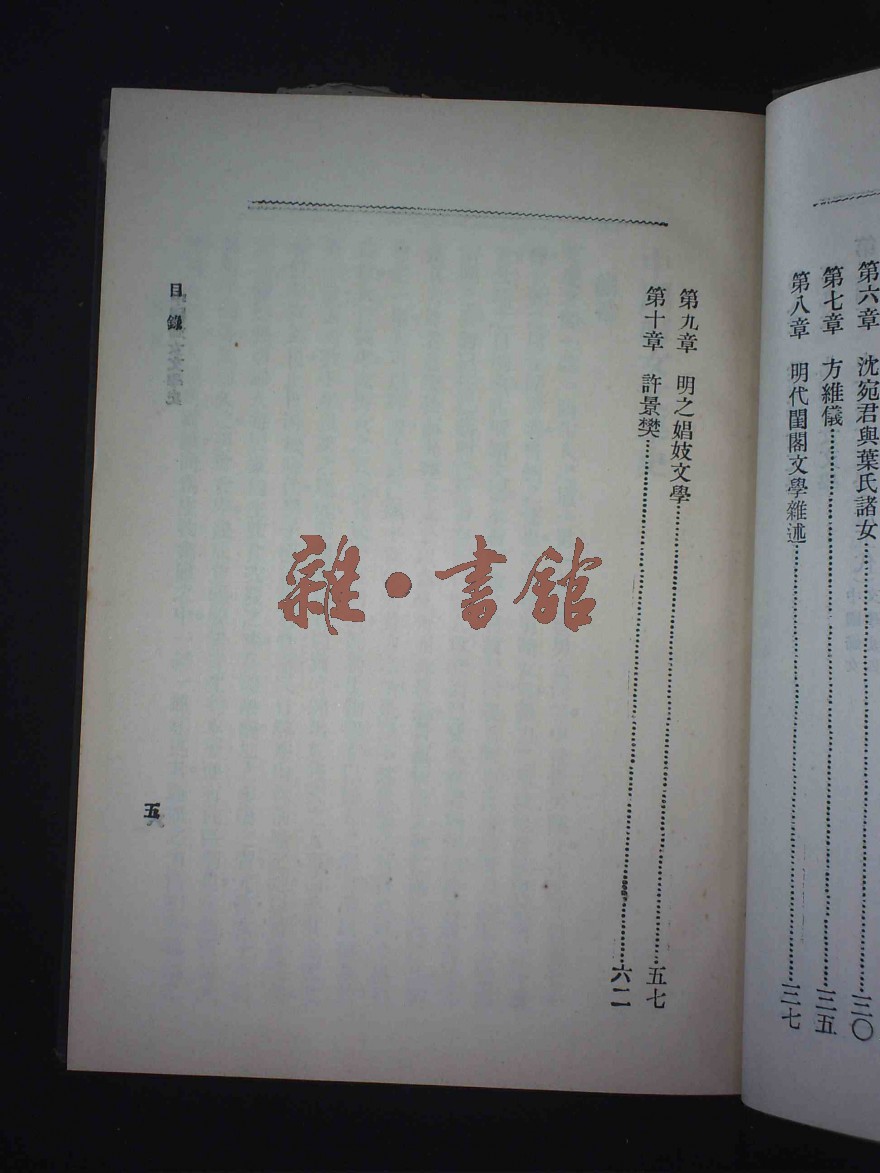 第六章 沈宛君與葉氏諸女……三〇
第七章 方維儀……三五
第八章 明代閨閣文學雜述……三七
第九章 明之娼妓文學……五七
第十章 許景樊……六二
目錄
五
雜·書館